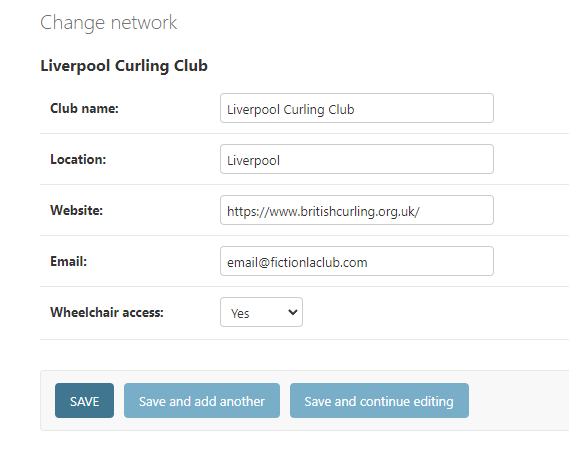 Change network
Liverpool Curling Club
Club name: Liverpool Curling Club
Location: Liverpool
Website: https://www.britishcurling.org.uk/
Email: email@fictionlaclub.com
Wheelchair access: Yes
SAVE Save and add another Save and continue editing